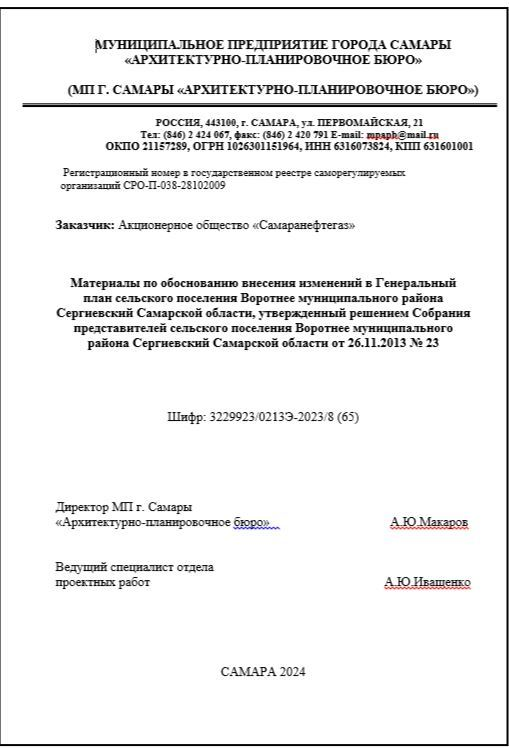 МУНИЦИПАЛЬНОЕ ПРЕДПРИЯТИЕ ГОРОДА САМАРЫ
«АРХИТЕКТУРНО-ПЛАНИРОВОЧНОЕ БЮРО»
(МП Г. САМАРЫ «АРХИТЕКТУРНО-ПЛАНИРОВОЧНОЕ БЮРО»)
РОССИЯ, 443100, г. САМАРА, ул. ПЕРВОМАЙСКАЯ, 21
Тел: (846) 2 424 067, факс: (846) 2 420 791 E-mail: mpapb@mail.ru
ОКПО 21157289, ОГРН 1026301151964, ИНН 6316073824, КПП 631601001
Регистрационный номер в государственном реестре саморегулируемых
организаций СРО-П-038-28102009
Заказчик: Акционерное общество «Самаранефтегаз»
Материалы по обоснованию внесения изменений в Генеральный
план сельского поселения Воротнее муниципального района
Сергиевский Самарской области, утвержденный решением Собрания
представителей сельского поселения Воротнее муниципального
района Сергиевский Самарской области от 26.11.2013 № 23
Шифр: 3229923/0213Э-2023/8 (65)
Директор МП г. Самары
«Архитектурно-планировочное бюро» А.Ю.Макаров
Ведущий специалист отдела
проектных работ А.Ю.Иващенко
САМАРА 2024